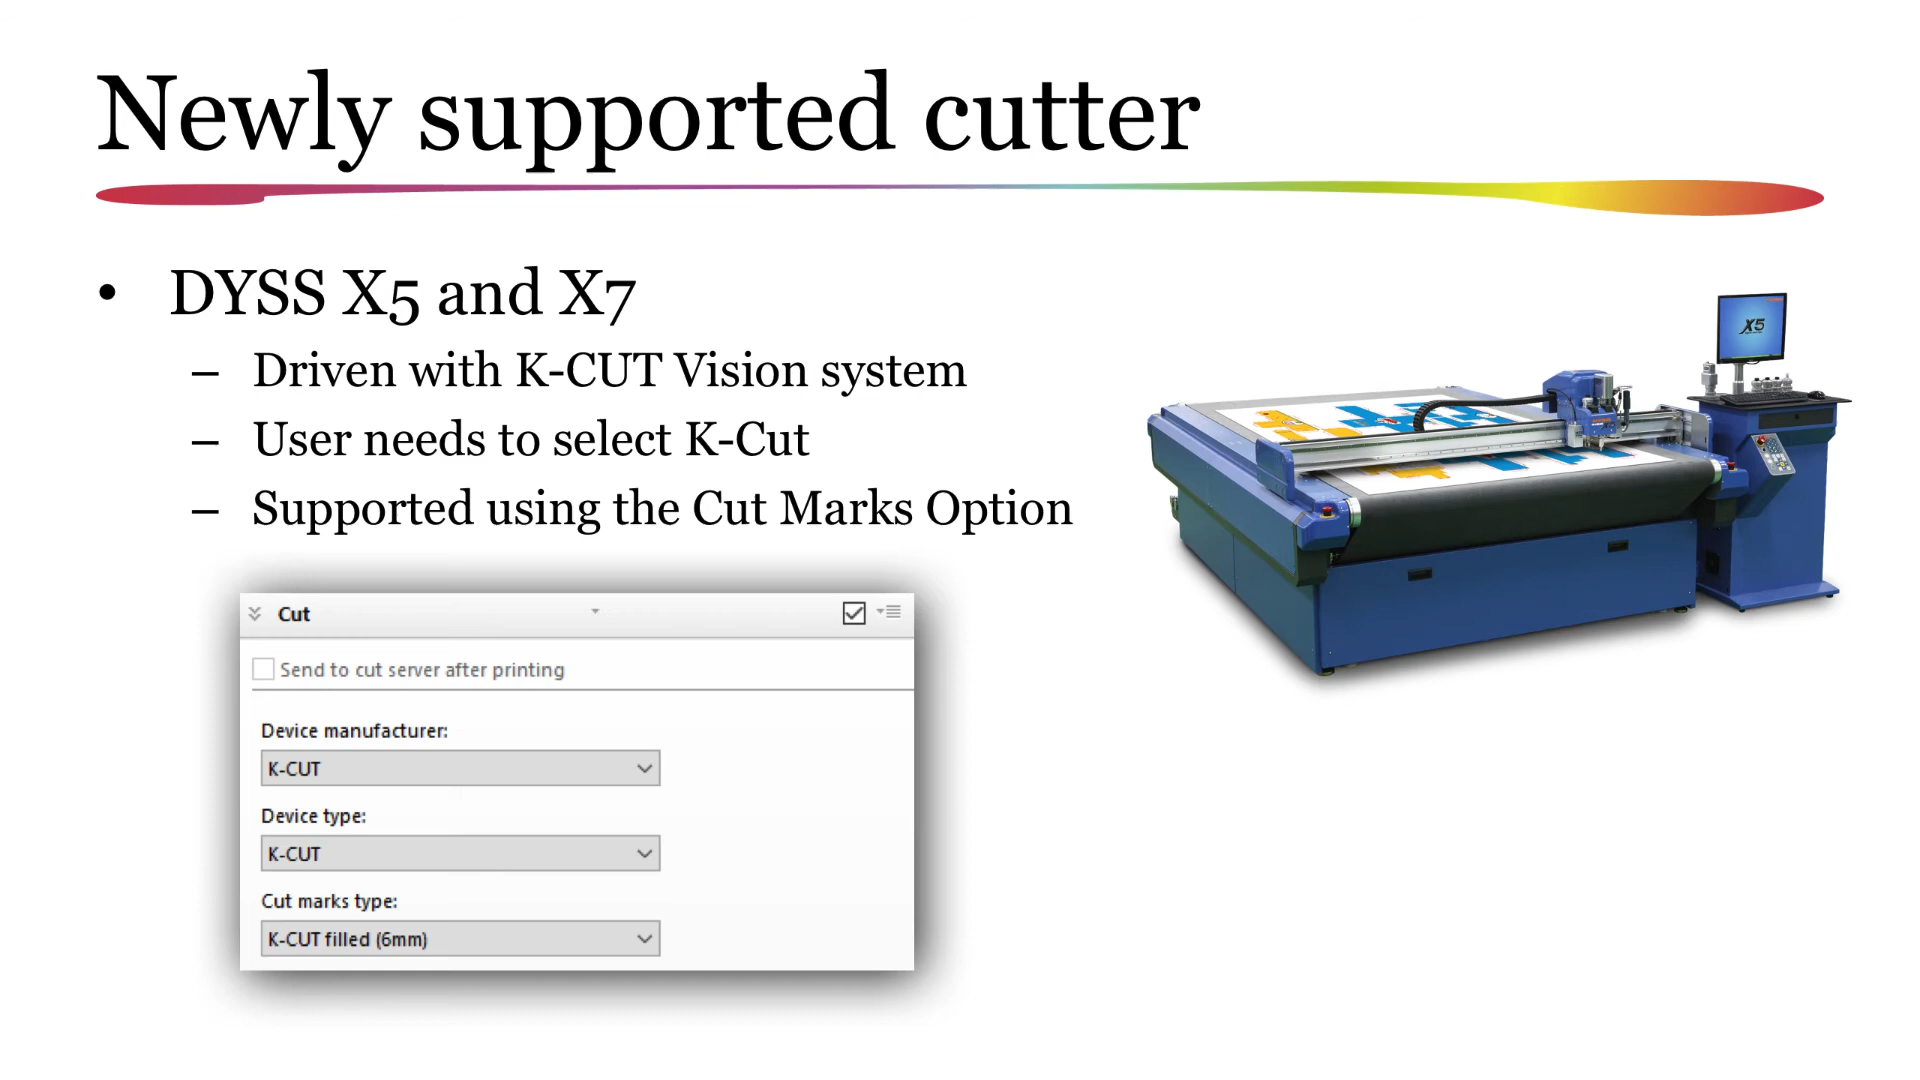 Newly supported cutter
• DYSS X5 and X7
– Driven with K-CUT Vision system
– User needs to select K-Cut
– Supported using the Cut Marks Option
X5
Cut
Send to cut server after printing
Device manufacturer:
K-CUT
Device type:
K-CUT
Cut marks type:
K-CUT filled (6mm)